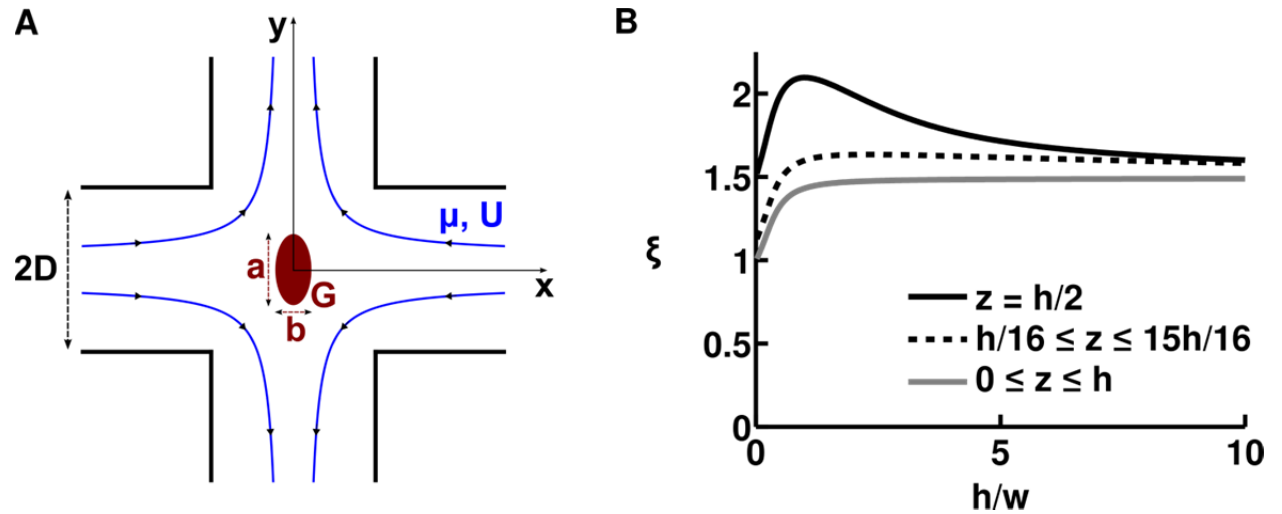 A
y
μ, U
2D
a
G
x
b
B
2
1.5
ξ
1
z = h/2
h/16 ≤ z ≤ 15h/16
0.5
0 ≤ z ≤ h
0
0 5 10
h/w